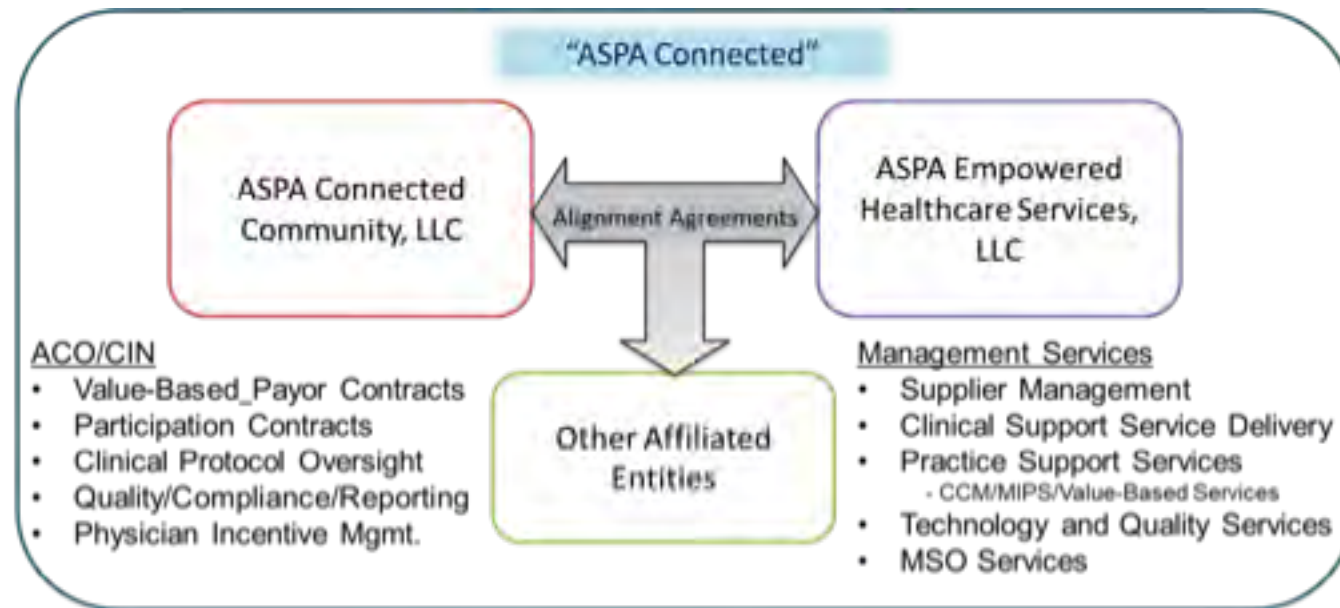 “ASPA Connected”
ASPA Connected
Community, LLC
Alignment Agreements
ASPA Empowered
Healthcare Services,
LLC
Other Affiliated
Entities
ACO/CIN
• Value-Based_Payor Contracts
• Participation Contracts
• Clinical Protocol Oversight
• Quality/Compliance/Reporting
• Physician Incentive Mgmt.
Management Services
• Supplier Management
• Clinical Support Service Delivery
• Practice Support Services
- CCM/MIPS/Value-Based Services
• Technology and Quality Services
• MSO Services